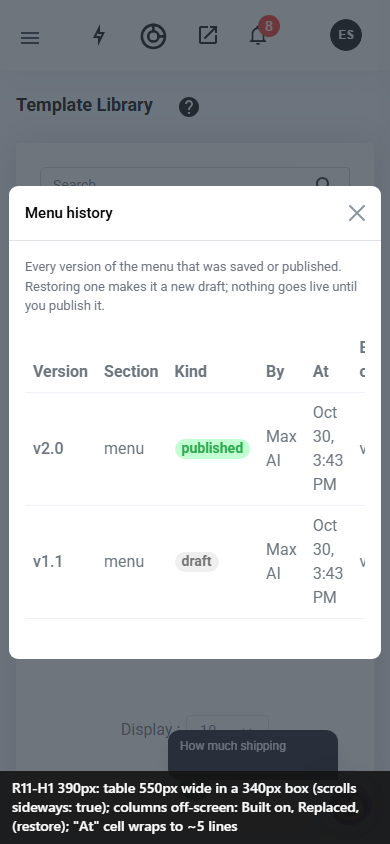 8
ES
Template Library
Search
Menu history
Every version of the menu that was saved or published.
Restoring one makes it a new draft; nothing goes live until
you publish it.
Version Section Kind By At
v2.0 menu published Max AI Oct 30, 3:43 PM
v1.1 menu draft Max AI Oct 30, 3:43 PM
Display : 10
How much shipping
R11-H1 390px: table 550px wide in a 340px box (scrolls
sideways: true); columns off-screen: Built on, Replaced,
(restore); "At" cell wraps to ~5 lines